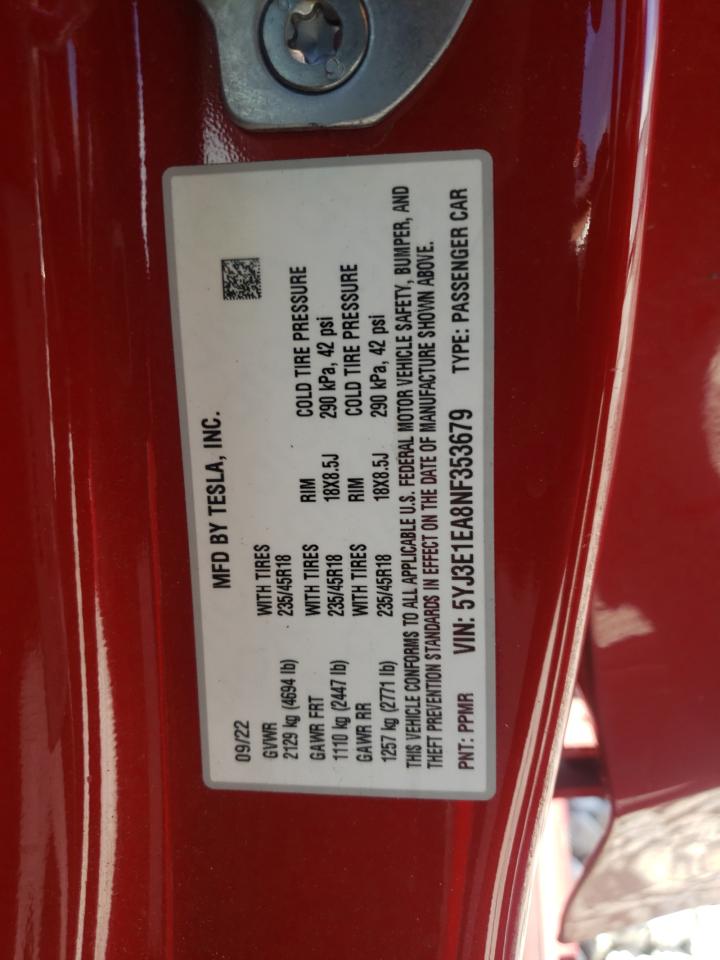 MFD BY TESLA, INC.
09/22
GVWR WITH TIRES
2129 kg (4694 lb) 235/45R18
GAWR FRT WITH TIRES RIM COLD TIRE PRESSURE
1110 kg (2447 lb) 235/45R18 18X8.5J 290 kPa, 42 psi
GAWR RR WITH TIRES RIM COLD TIRE PRESSURE
1257 kg (2771 lb) 235/45R18 18X8.5J 290 kPa, 42 psi
THIS VEHICLE CONFORMS TO ALL APPLICABLE U.S. FEDERAL MOTOR VEHICLE SAFETY, BUMPER, AND
THEFT PREVENTION STANDARDS IN EFFECT ON THE DATE OF MANUFACTURE SHOWN ABOVE.
PNT: PPMR VIN: 5YJ3E1EA8NF353679 TYPE: PASSENGER CAR